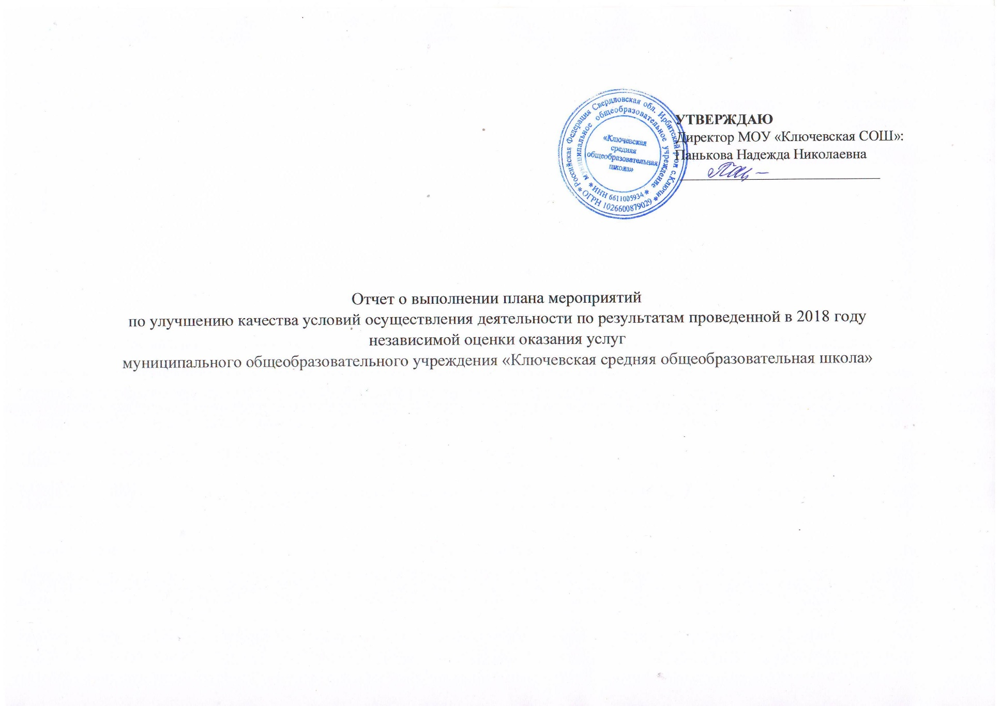 УТВЕРЖДАЮ
Директор МОУ «Ключевская СОШ»:
Панькова Надежда Николаевна
* Российская Федерация Свердловская обл. Ирбитский р-он с.Ключи
* ОГРН 1026600879029 *
муниципальное общеобразовательное учреждение
* ИНН 6611005934 *
«Ключевская
средняя
общеобразовательная
школа»
Отчет о выполнении плана мероприятий
по улучшению качества условий осуществления деятельности по результатам проведенной в 2018 году
независимой оценки оказания услуг
муниципального общеобразовательного учреждения «Ключевская средняя общеобразовательная школа»